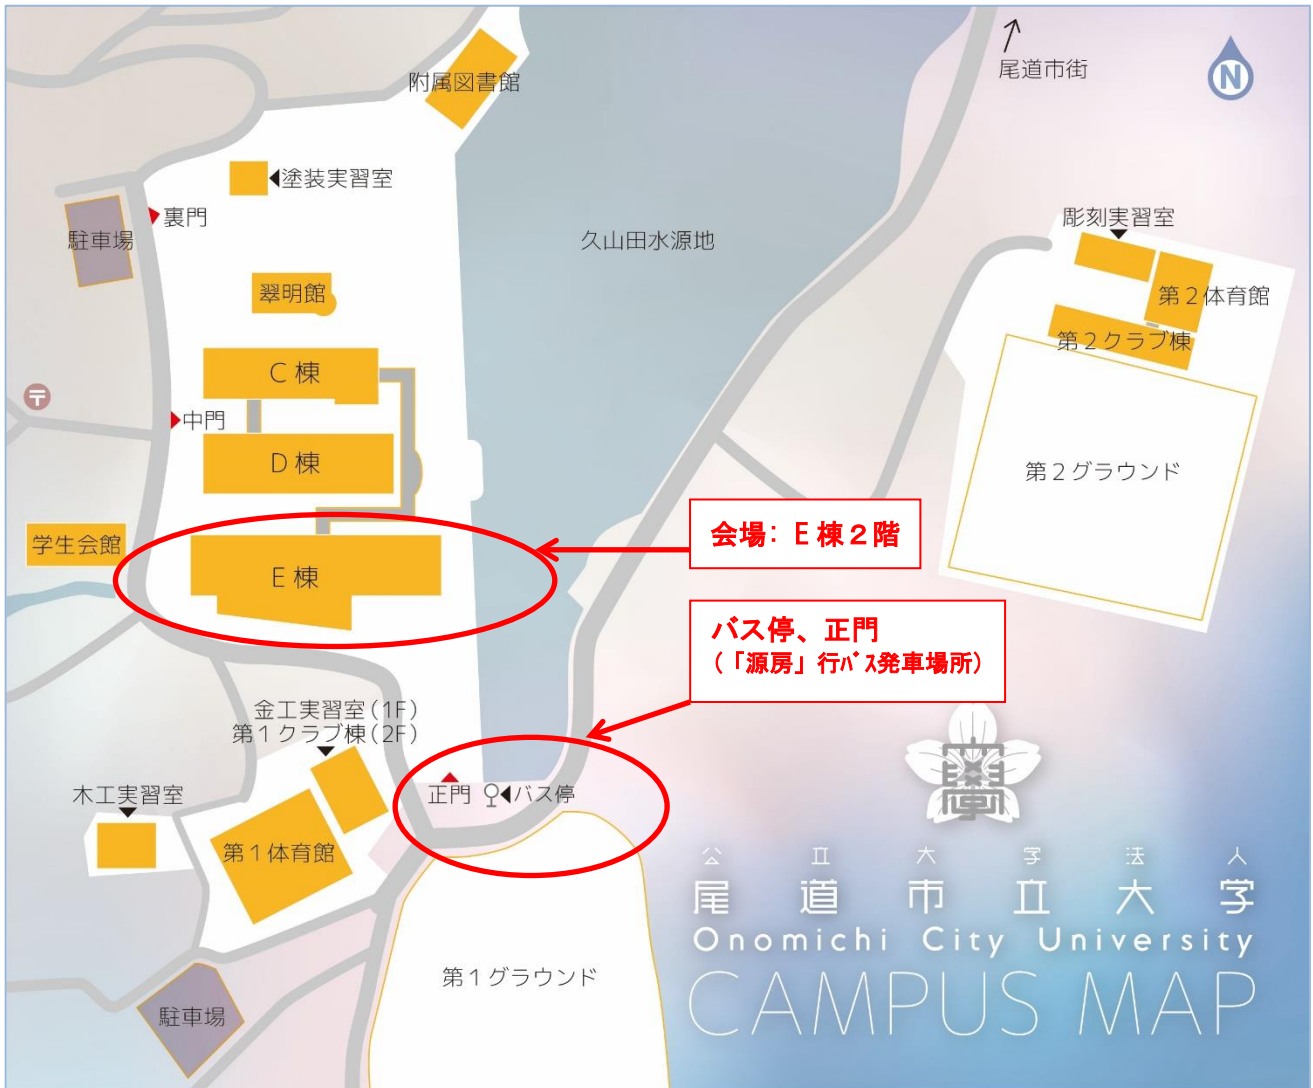 尾道市街
N
附属図書館
塗装実習室
裏門
駐車場
久山田水源地
彫刻実習室
第２体育館
第２クラブ棟
翠明館
Ｃ棟
〒
中門
Ｄ棟
第２グラウンド
会場：Ｅ棟２階
学生会館
Ｅ棟
バス停、正門
（「源房」行ﾊﾞｽ発車場所）
金工実習室(1F)
第１クラブ棟(2F)
木工実習室
正門
バス停
第１体育館
第１グラウンド
駐車場
學
公立大学法人
尾道市立大学
Onomichi City University
CAMPUS MAP